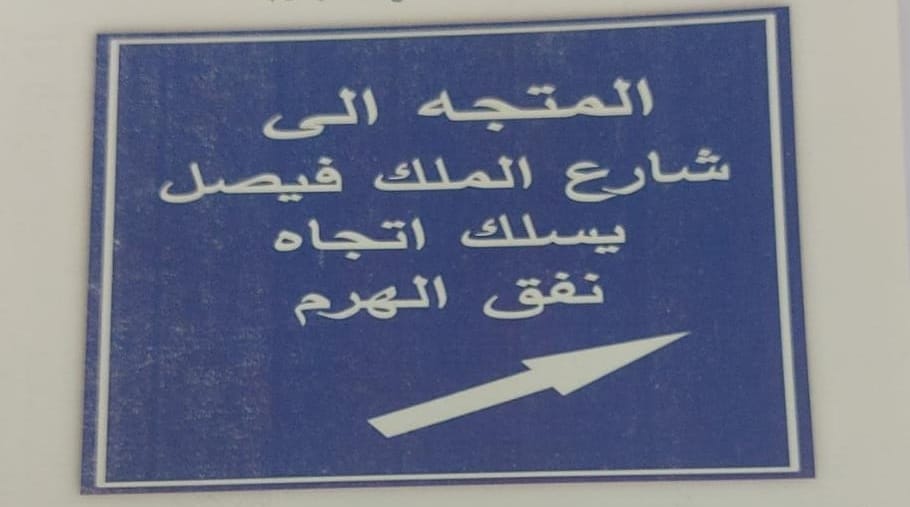 المتجه الى
شارع الملك فيصل
يسلك اتجاه
نفق الهرم